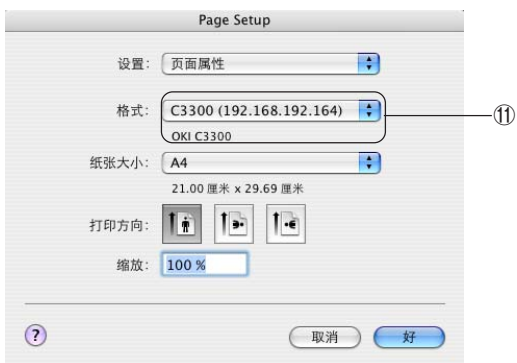 Page Setup
设置： 页面属性
格式： C3300 (192.168.192.164)
⑪
OKI C3300
纸张大小： A4
21.00 厘米 x 29.69 厘米
打印方向：
缩放： 100 %
?
取消
好